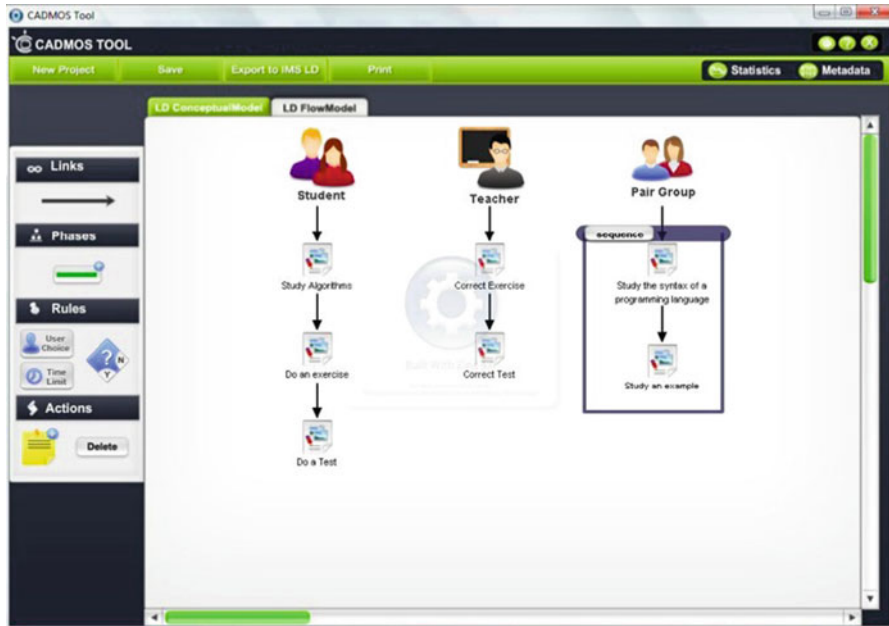 CADMOS Tool
CADMOS TOOL
New Project Save Export to IMS LD Print Statistics Metadata
LD ConceptualModel LD FlowModel
Links
Phases
Rules
User
Choice
? N
Y
Time
Limit
Actions
Delete
Student
Study Algorithms
Do an exercise
Do a Test
Teacher
Correct Exercise
Correct Test
Pair Group
sequence
Study the syntax of a
programming language
Study an example